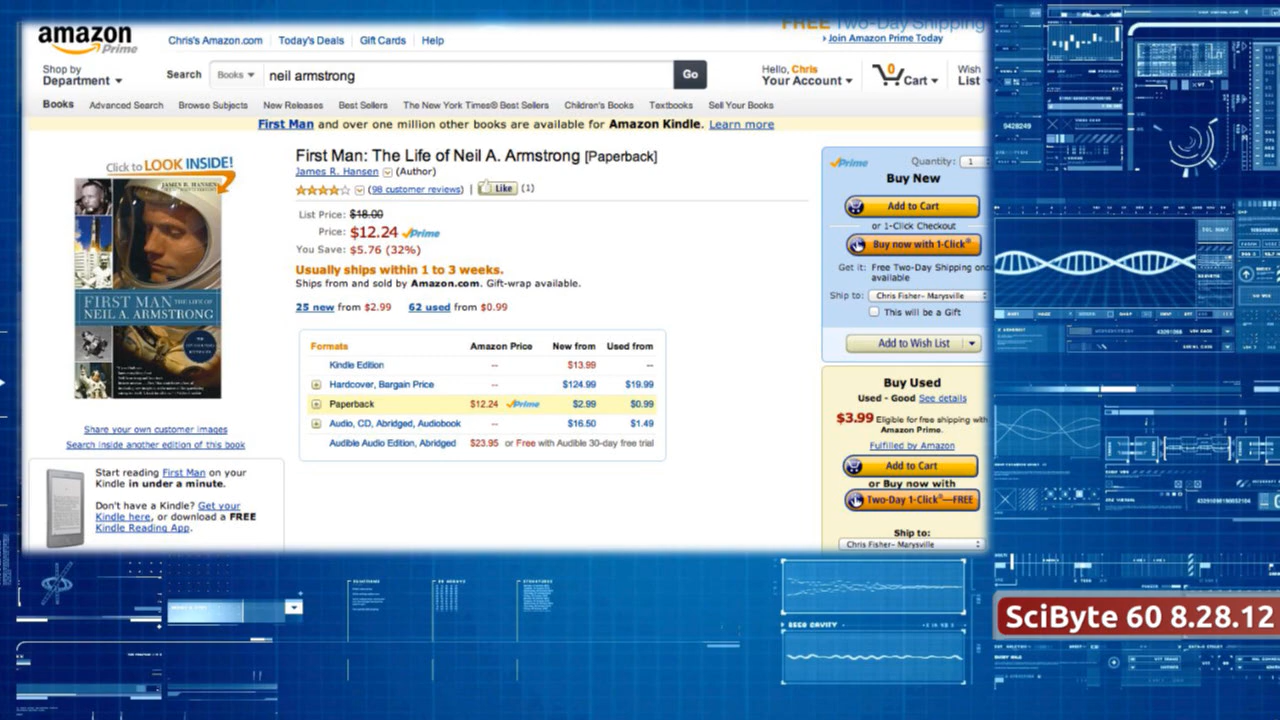 amazon
Prime
Chris's Amazon.com
Today's Deals
Gift Cards
Help
FREE Two-Day Shipping
Join Amazon Prime Today
Shop by
Department
Search
Books
neil armstrong
Go
Hello, Chris
Your Account
0
Cart
Wish
List
Books
Advanced Search
Browse Subjects
New Releases
Best Sellers
The New York Times® Best Sellers
Children's Books
Textbooks
Sell Your Books
First Man and over one million other books are available for Amazon Kindle. Learn more
Click to LOOK INSIDE!
JAMES R. HANSEN
FIRST MAN THE LIFE OF
NEIL A. ARMSTRONG
Share your own customer images
Search inside another edition of this book
Start reading First Man on your
Kindle in under a minute.
Don't have a Kindle? Get your
Kindle here, or download a FREE
Kindle Reading App.
First Man: The Life of Neil A. Armstrong [Paperback]
James R. Hansen (Author)
(98 customer reviews) | Like (1)
List Price: $18.00
Price: $12.24 Prime
You Save: $5.76 (32%)
Usually ships within 1 to 3 weeks.
Ships from and sold by Amazon.com. Gift-wrap available.
25 new from $2.99 62 used from $0.99
Formats Amazon Price New from Used from
Kindle Edition -- $13.99 --
Hardcover, Bargain Price -- $124.99 $19.99
Paperback $12.24 Prime $2.99 $0.99
Audio, CD, Abridged, Audiobook -- $16.50 $1.49
Audible Audio Edition, Abridged $23.95 or Free with Audible 30-day free trial
Prime
Quantity: 1
Buy New
Add to Cart
or 1-Click Checkout
Buy now with 1-Click®
Get it: Free Two-Day Shipping once
available
Ship to: Chris Fisher- Marysville
This will be a Gift
Add to Wish List
Buy Used
Used - Good See details
$3.99 Eligible for free shipping with
Amazon Prime.
Fulfilled by Amazon
Add to Cart
or Buy now with
Two-Day 1-Click®—FREE
Ship to:
Chris Fisher- Marysville
9428249
SciByte 60 8.28.12